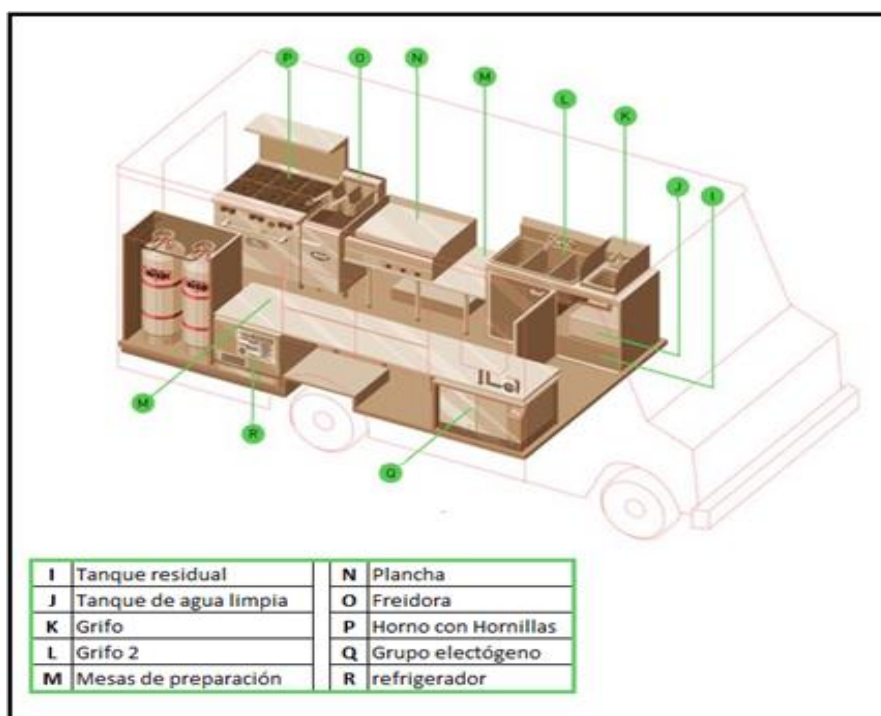 P O N
M
L
K
J I
M
R
Q
I Tanque residual N Plancha
J Tanque de agua limpia O Freidora
K Grifo P Horno con Hornillas
L Grifo 2 Q Grupo electógeno
M Mesas de preparación R refrigerador